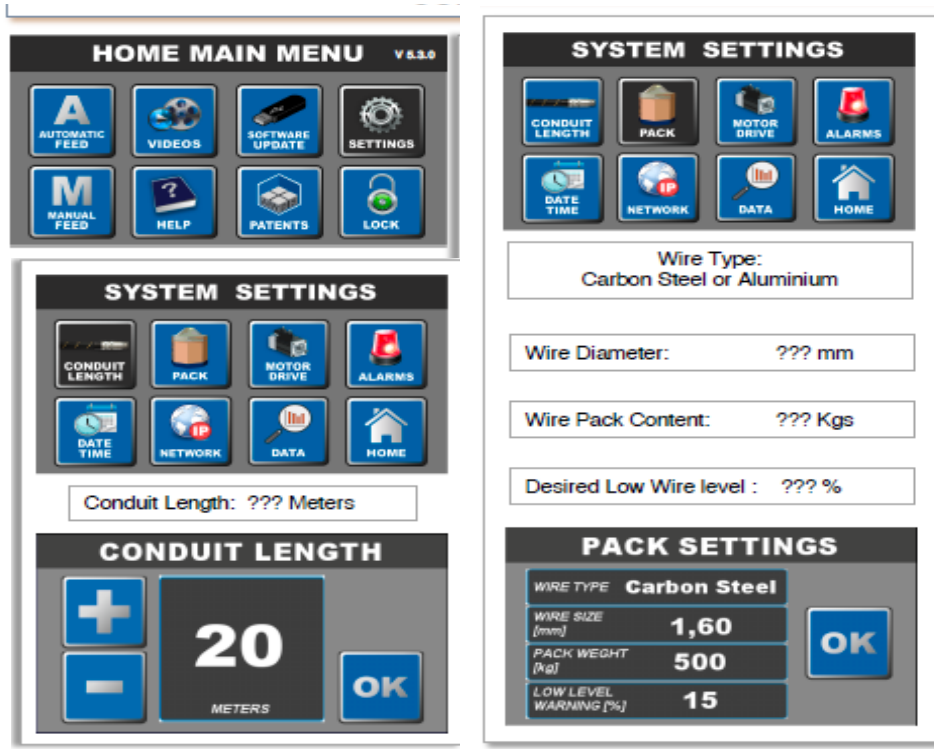 HOME MAIN MENU V 5.3.0
A
AUTOMATIC
FEED
VIDEOS
SOFTWARE
UPDATE
SETTINGS
M
MANUAL
FEED
?
HELP
PATENTS
LOCK
SYSTEM SETTINGS
CONDUIT
LENGTH
PACK
MOTOR
DRIVE
ALARMS
DATE
TIME
IP
NETWORK
DATA
HOME
Conduit Length: ??? Meters
CONDUIT LENGTH
+
20
-
METERS
OK
SYSTEM SETTINGS
CONDUIT
LENGTH
PACK
MOTOR
DRIVE
ALARMS
DATE
TIME
IP
NETWORK
DATA
HOME
Wire Type:
Carbon Steel or Aluminium
Wire Diameter: ??? mm
Wire Pack Content: ??? Kgs
Desired Low Wire level : ??? %
PACK SETTINGS
WIRE TYPE Carbon Steel
WIRE SIZE
[mm] 1,60
PACK WEGHT
[kg] 500
LOW LEVEL
WARNING [%] 15
OK